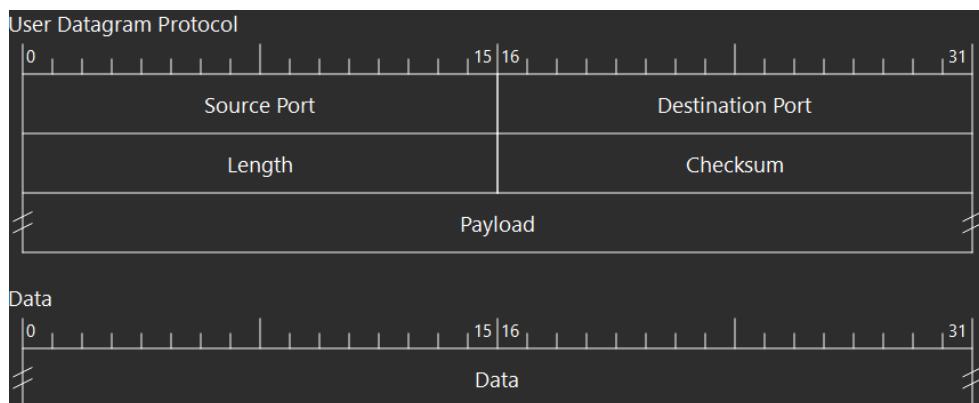 User Datagram Protocol
0 15 16 31
Source Port Destination Port
Length Checksum
Payload
Data
0 15 16 31
Data